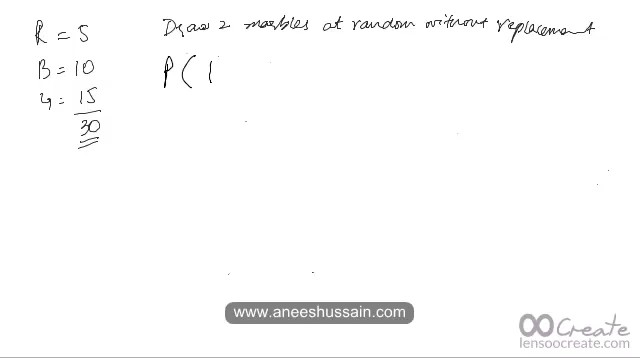 R = 5
B = 10
G = 15
30
Draw 2 marbles at random without replacement
P ( 1
www.aneeshussain.com
Create
lensoocreate.com